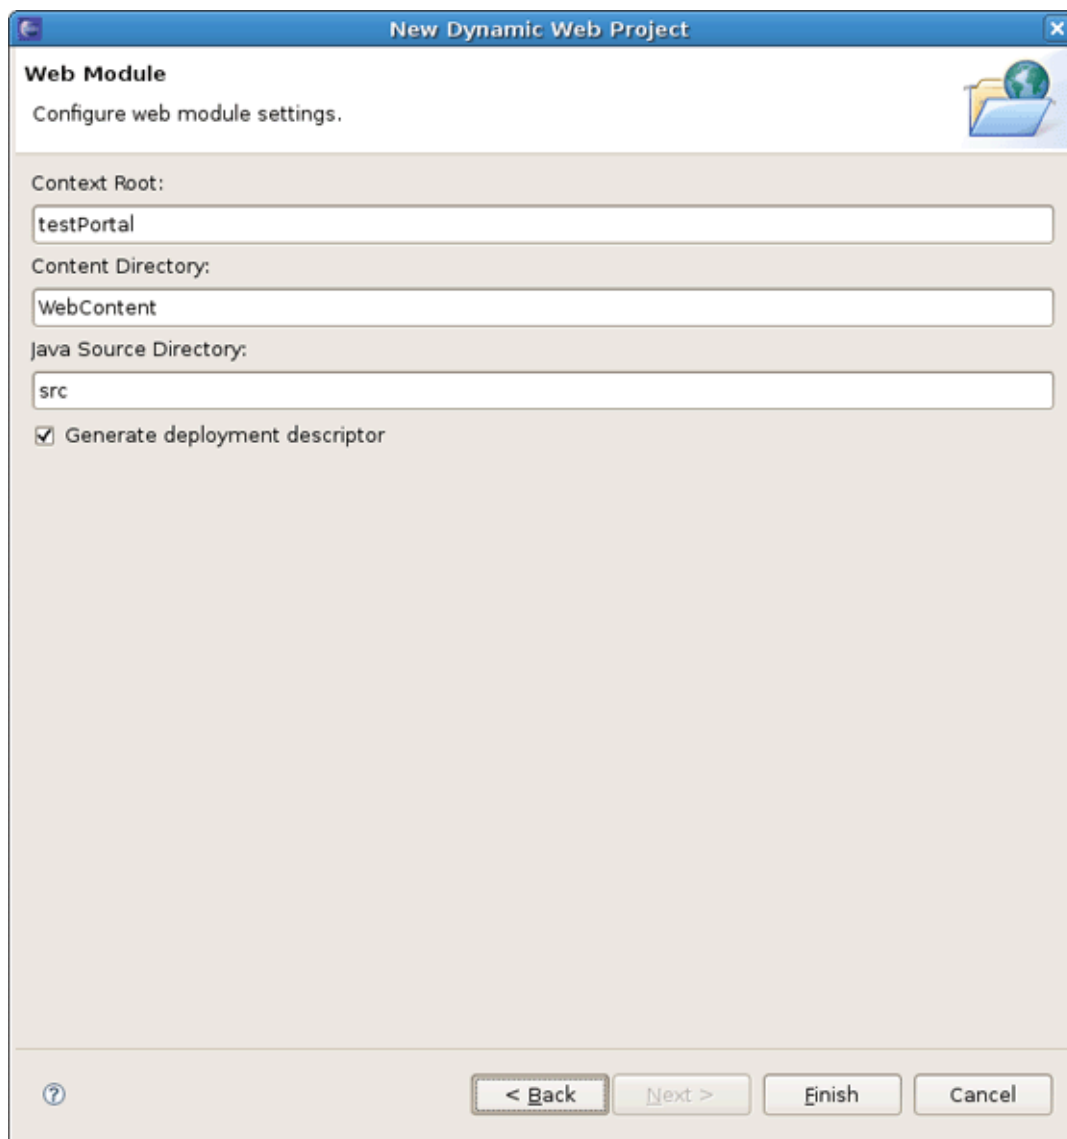 New Dynamic Web Project
Web Module
Configure web module settings.
Context Root:
testPortal
Content Directory:
WebContent
Java Source Directory:
src
Generate deployment descriptor
? < Back Next > Finish Cancel